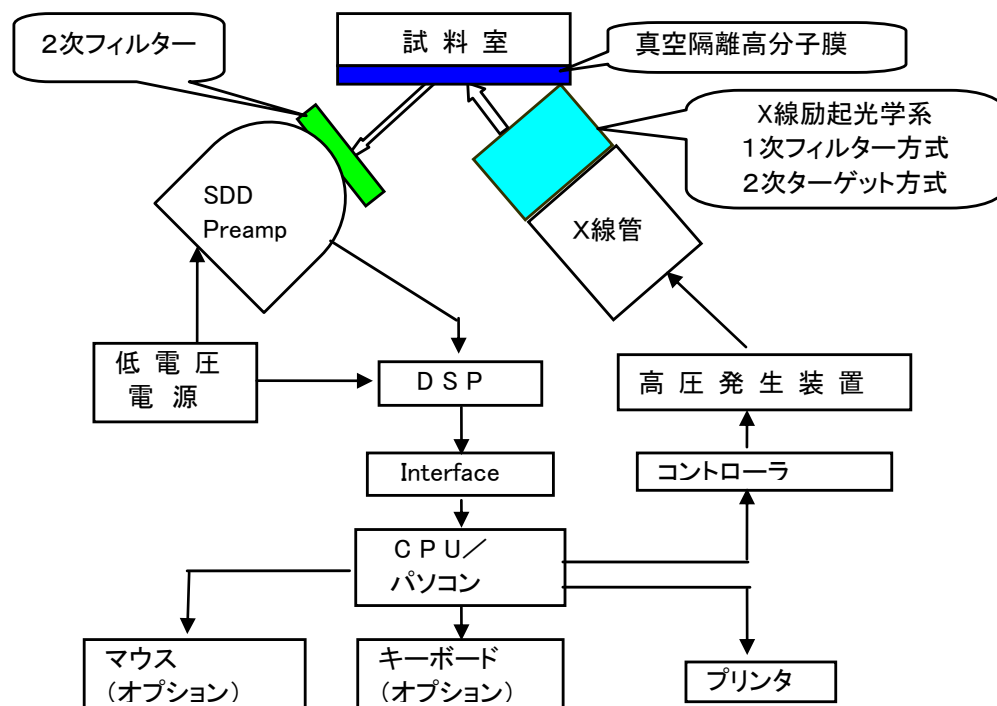 2次フィルター
試 料 室
真空隔離高分子膜
X線励起光学系
1次フィルター方式
2次ターゲット方式
SDD
Preamp
X線管
低 電 圧
電 源
D S P
高 圧 発 生 装 置
Interface
コントローラ
C P U/
パソコン
マウス
(オプション)
キーボード
(オプション)
プリンタ